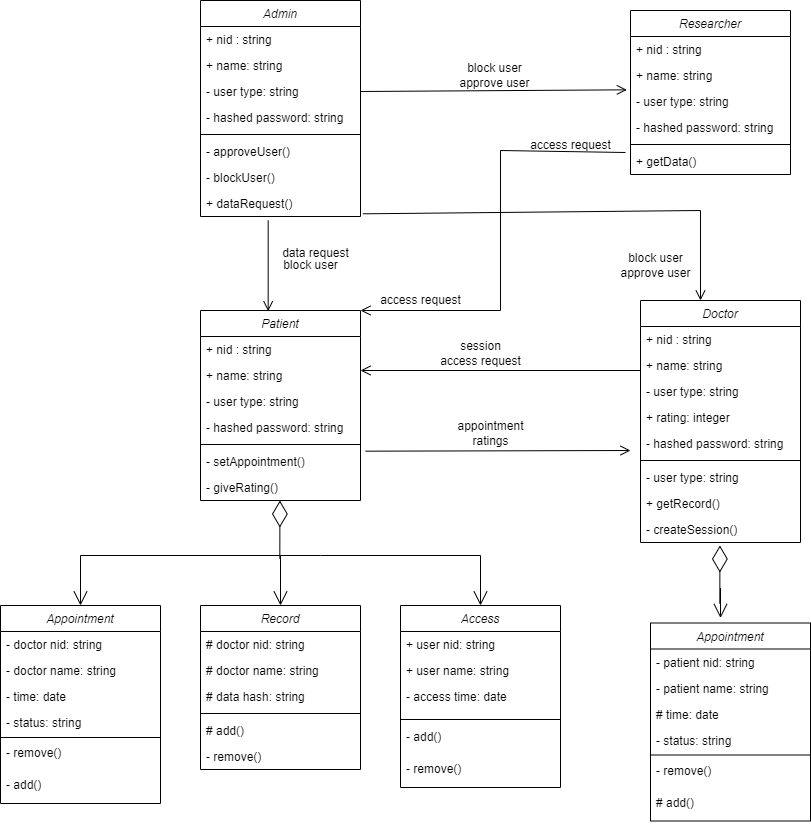 Admin
+ nid : string
+ name: string
- user type: string
- hashed password: string
- approveUser()
- blockUser()
+ dataRequest()
block user
approve user
Researcher
+ nid : string
+ name: string
- user type: string
- hashed password: string
+ getData()
access request
data request
block user
block user
approve user
access request
Patient
+ nid : string
+ name: string
- user type: string
- hashed password: string
- setAppointment()
- giveRating()
session
access request
appointment
ratings
Doctor
+ nid : string
+ name: string
- user type: string
+ rating: integer
- hashed password: string
- user type: string
+ getRecord()
- createSession()
Appointment
- doctor nid: string
- doctor name: string
- time: date
- status: string
- remove()
- add()
Record
# doctor nid: string
# doctor name: string
# data hash: string
# add()
- remove()
Access
+ user nid: string
+ user name: string
- access time: date
- add()
- remove()
Appointment
- patient nid: string
- patient name: string
# time: date
- status: string
- remove()
# add()